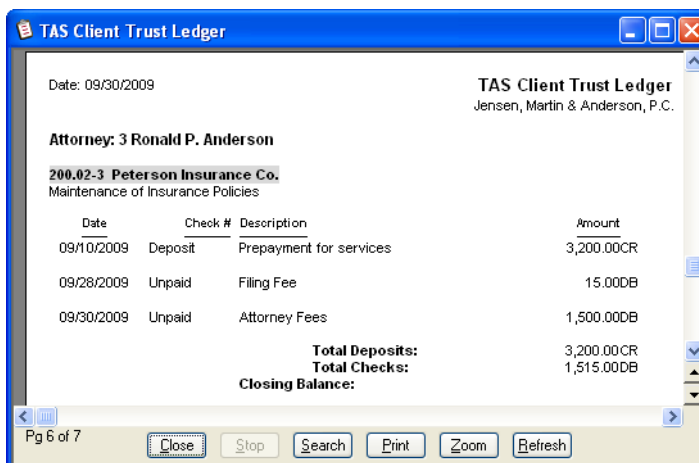 TAS Client Trust Ledger
Date: 09/30/2009 TAS Client Trust Ledger
Jensen, Martin & Anderson, P.C.
Attorney: 3 Ronald P. Anderson
200.02-3 Peterson Insurance Co.
Maintenance of Insurance Policies
Date Check # Description Amount
09/10/2009 Deposit Prepayment for services 3,200.00CR
09/28/2009 Unpaid Filing Fee 15.00DB
09/30/2009 Unpaid Attorney Fees 1,500.00DB
Total Deposits: 3,200.00CR
Total Checks: 1,515.00DB
Closing Balance:
Pg 6 of 7 Close Stop Search Print Zoom Refresh